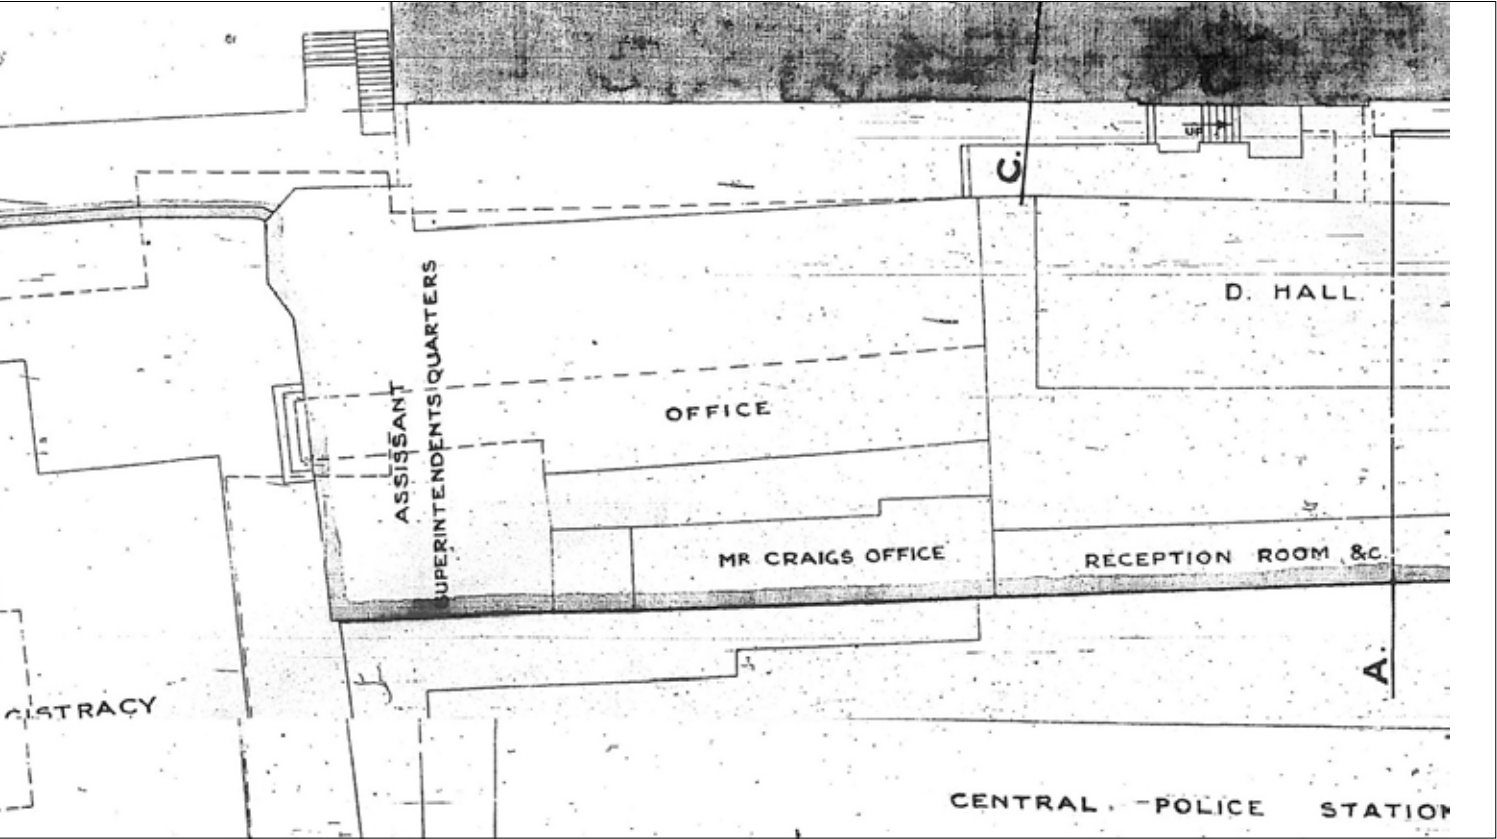 UP
C.
D. HALL
ASSISSANT
SUPERINTENDENTS QUARTERS
OFFICE
MR CRAIGS OFFICE
RECEPTION ROOM &C.
A.
GISTRACY
CENTRAL. POLICE STATION